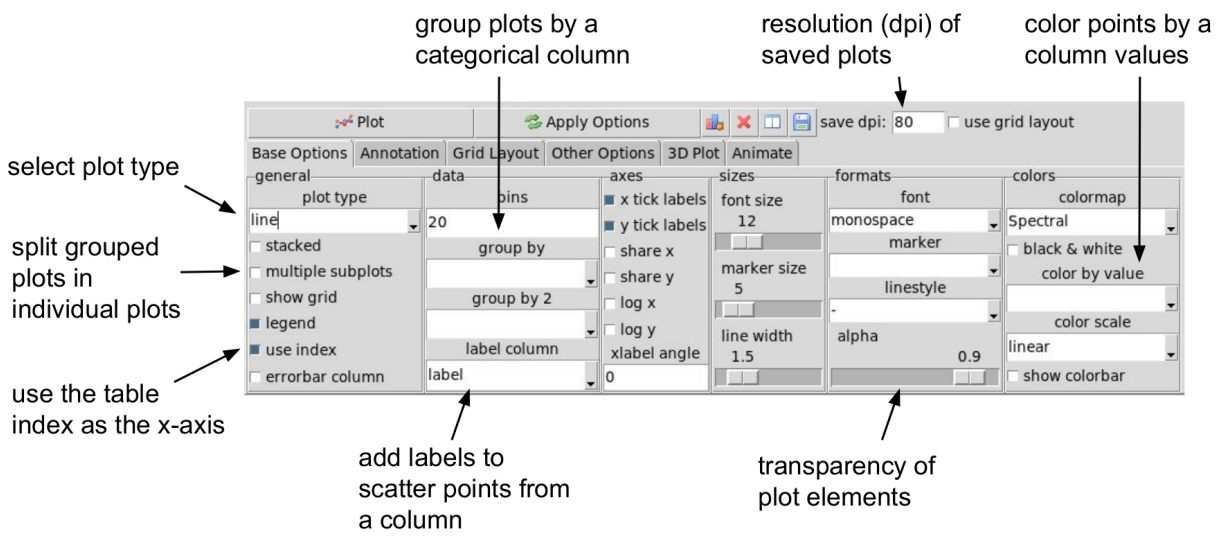 group plots by a
categorical column
resolution (dpi) of
saved plots
color points by a
column values
Plot
Apply Options
save dpi: 80
use grid layout
Base Options
Annotation
Grid Layout
Other Options
3D Plot
Animate
select plot type
split grouped
plots in
individual plots
use the table
index as the x-axis
general
plot type
line
stacked
multiple subplots
show grid
legend
use index
errorbar column
data
bins
20
group by
group by 2
label column
label
axes
x tick labels
y tick labels
share x
share y
log x
log y
xlabel angle
0
sizes
font size
12
marker size
5
line width
1.5
formats
font
monospace
marker
linestyle
-
alpha
0.9
colors
colormap
Spectral
black & white
color by value
color scale
linear
show colorbar
add labels to
scatter points from
a column
transparency of
plot elements